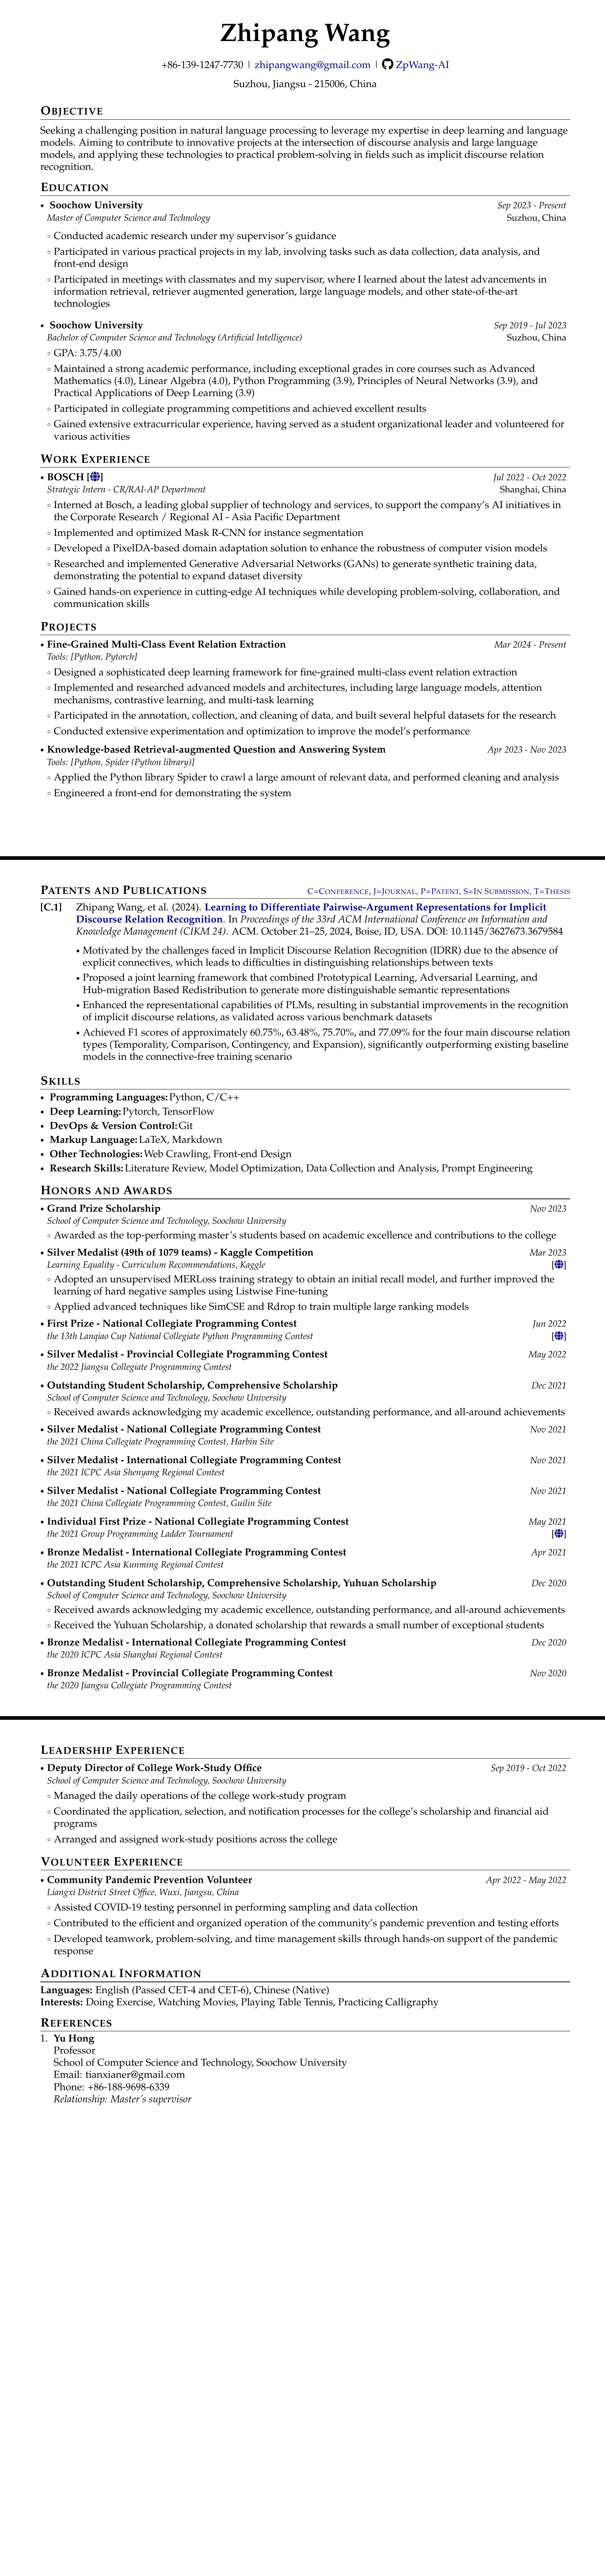 Zhipang Wang
+86-139-1247-7730 | zhipangwang@gmail.com | ZpWang-AI
Suzhou, Jiangsu - 215006, China
Objective
Seeking a challenging position in natural language processing to leverage my expertise in deep learning and language
models. Aiming to contribute to innovative projects at the intersection of discourse analysis and large language
models, and applying these technologies to practical problem-solving in fields such as implicit discourse relation
recognition.
Education
• Soochow University Sep 2023 - Present
Master of Computer Science and Technology Suzhou, China
◦ Conducted academic research under my supervisor's guidance
◦ Participated in various practical projects in my lab, involving tasks such as data collection, data analysis, and
front-end design
◦ Participated in meetings with classmates and my supervisor, where I learned about the latest advancements in
information retrieval, retriever augmented generation, large language models, and other state-of-the-art
technologies
• Soochow University Sep 2019 - Jul 2023
Bachelor of Computer Science and Technology (Artificial Intelligence) Suzhou, China
◦ GPA: 3.75/4.00
◦ Maintained a strong academic performance, including exceptional grades in core courses such as Advanced
Mathematics (4.0), Linear Algebra (4.0), Python Programming (3.9), Principles of Neural Networks (3.9), and
Practical Applications of Deep Learning (3.9)
◦ Participated in collegiate programming competitions and achieved excellent results
◦ Gained extensive extracurricular experience, having served as a student organizational leader and volunteered for
various activities
Work Experience
• BOSCH [] Jul 2022 - Oct 2022
Strategic Intern - CR/RAI-AP Department Shanghai, China
◦ Interned at Bosch, a leading global supplier of technology and services, to support the company's AI initiatives in
the Corporate Research / Regional AI - Asia Pacific Department
◦ Implemented and optimized Mask R-CNN for instance segmentation
◦ Developed a PixelDA-based domain adaptation solution to enhance the robustness of computer vision models
◦ Researched and implemented Generative Adversarial Networks (GANs) to generate synthetic training data,
demonstrating the potential to expand dataset diversity
◦ Gained hands-on experience in cutting-edge AI techniques while developing problem-solving, collaboration, and
communication skills
Projects
• Fine-Grained Multi-Class Event Relation Extraction Mar 2024 - Present
Tools: [Python, Pytorch]
◦ Designed a sophisticated deep learning framework for fine-grained multi-class event relation extraction
◦ Implemented and researched advanced models and architectures, including large language models, attention
mechanisms, contrastive learning, and multi-task learning
◦ Participated in the annotation, collection, and cleaning of data, and built several helpful datasets for the research
◦ Conducted extensive experimentation and optimization to improve the model's performance
• Knowledge-based Retrieval-augmented Question and Answering System Apr 2023 - Nov 2023
Tools: [Python, Spider (Python library)]
◦ Applied the Python library Spider to crawl a large amount of relevant data, and performed cleaning and analysis
◦ Engineered a front-end for demonstrating the system
Patents and Publications C=Conference, J=Journal, P=Patent, S=In Submission, T=Thesis
[C.1] Zhipang Wang, et al. (2024). Learning to Differentiate Pairwise-Argument Representations for Implicit
Discourse Relation Recognition. In Proceedings of the 33rd ACM International Conference on Information and
Knowledge Management (CIKM 24). ACM. October 21–25, 2024, Boise, ID, USA. DOI: 10.1145/3627673.3679584
• Motivated by the challenges faced in Implicit Discourse Relation Recognition (IDRR) due to the absence of
explicit connectives, which leads to difficulties in distinguishing relationships between texts
• Proposed a joint learning framework that combined Prototypical Learning, Adversarial Learning, and
Hub-migration Based Redistribution to generate more distinguishable semantic representations
• Enhanced the representational capabilities of PLMs, resulting in substantial improvements in the recognition
of implicit discourse relations, as validated across various benchmark datasets
• Achieved F1 scores of approximately 60.75%, 63.48%, 75.70%, and 77.09% for the four main discourse relation
types (Temporality, Comparison, Contingency, and Expansion), significantly outperforming existing baseline
models in the connective-free training scenario
Skills
• Programming Languages: Python, C/C++
• Deep Learning: Pytorch, TensorFlow
• DevOps & Version Control: Git
• Markup Language: LaTeX, Markdown
• Other Technologies: Web Crawling, Front-end Design
• Research Skills: Literature Review, Model Optimization, Data Collection and Analysis, Prompt Engineering
Honors and Awards
• Grand Prize Scholarship Nov 2023
School of Computer Science and Technology, Soochow University
◦ Awarded as the top-performing master's students based on academic excellence and contributions to the college
• Silver Medalist (49th of 1079 teams) - Kaggle Competition Mar 2023
Learning Equality - Curriculum Recommendations, Kaggle []
◦ Adopted an unsupervised MERLoss training strategy to obtain an initial recall model, and further improved the
learning of hard negative samples using Listwise Fine-tuning
◦ Applied advanced techniques like SimCSE and Rdrop to train multiple large ranking models
• First Prize - National Collegiate Programming Contest Jun 2022
the 13th Lanqiao Cup National Collegiate Python Programming Contest []
• Silver Medalist - Provincial Collegiate Programming Contest May 2022
the 2022 Jiangsu Collegiate Programming Contest
• Outstanding Student Scholarship, Comprehensive Scholarship Dec 2021
School of Computer Science and Technology, Soochow University
◦ Received awards acknowledging my academic excellence, outstanding performance, and all-around achievements
• Silver Medalist - National Collegiate Programming Contest Nov 2021
the 2021 China Collegiate Programming Contest, Harbin Site
• Silver Medalist - International Collegiate Programming Contest Nov 2021
the 2021 ICPC Asia Shenyang Regional Contest
• Silver Medalist - National Collegiate Programming Contest Nov 2021
the 2021 China Collegiate Programming Contest, Guilin Site
• Individual First Prize - National Collegiate Programming Contest May 2021
the 2021 Group Programming Ladder Tournament []
• Bronze Medalist - International Collegiate Programming Contest Apr 2021
the 2021 ICPC Asia Kunming Regional Contest
• Outstanding Student Scholarship, Comprehensive Scholarship, Yuhuan Scholarship Dec 2020
School of Computer Science and Technology, Soochow University
◦ Received awards acknowledging my academic excellence, outstanding performance, and all-around achievements
◦ Received the Yuhuan Scholarship, a donated scholarship that rewards a small number of exceptional students
• Bronze Medalist - International Collegiate Programming Contest Dec 2020
the 2020 ICPC Asia Shanghai Regional Contest
• Bronze Medalist - Provincial Collegiate Programming Contest Nov 2020
the 2020 Jiangsu Collegiate Programming Contest
Leadership Experience
• Deputy Director of College Work-Study Office Sep 2019 - Oct 2022
School of Computer Science and Technology, Soochow University
◦ Managed the daily operations of the college work-study program
◦ Coordinated the application, selection, and notification processes for the college's scholarship and financial aid
programs
◦ Arranged and assigned work-study positions across the college
Volunteer Experience
• Community Pandemic Prevention Volunteer Apr 2022 - May 2022
Liangxi District Street Office, Wuxi, Jiangsu, China
◦ Assisted COVID-19 testing personnel in performing sampling and data collection
◦ Contributed to the efficient and organized operation of the community's pandemic prevention and testing efforts
◦ Developed teamwork, problem-solving, and time management skills through hands-on support of the pandemic
response
Additional Information
Languages: English (Passed CET-4 and CET-6), Chinese (Native)
Interests: Doing Exercise, Watching Movies, Playing Table Tennis, Practicing Calligraphy
References
1. Yu Hong
Professor
School of Computer Science and Technology, Soochow University
Email: tianxianer@gmail.com
Phone: +86-188-9698-6339
Relationship: Master's supervisor